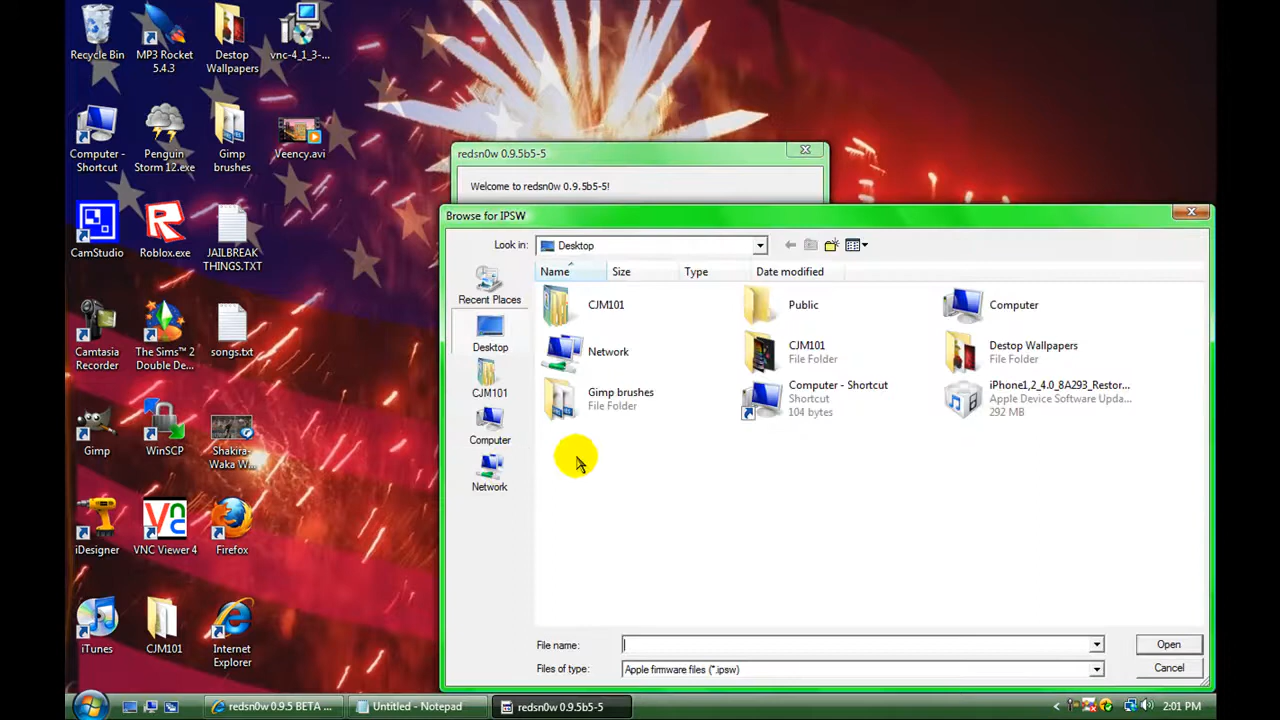 Recycle Bin
MP3 Rocket
5.4.3
Destop
Wallpapers
vnc-4_1_3-...
Computer -
Shortcut
Penguin
Storm 12.exe
Gimp
brushes
Veency.avi
CamStudio
Roblox.exe
JAILBREAK
THINGS.TXT
Camtasia
Recorder
The Sims™ 2
Double De...
songs.txt
Gimp
WinSCP
Shakira-
Waka W...
iDesigner
VNC Viewer 4
Firefox
iTunes
CJM101
Internet
Explorer
redsn0w 0.9.5b5-5
Welcome to redsn0w 0.9.5b5-5!
Browse for IPSW
Look in:
Desktop
Name
Size
Type
Date modified
Recent Places
Desktop
CJM101
Computer
Network
CJM101
Public
Computer
Network
CJM101
File Folder
Destop Wallpapers
File Folder
Gimp brushes
File Folder
Computer - Shortcut
Shortcut
104 bytes
iPhone1,2_4.0_8A293_Restor...
Apple Device Software Upda...
292 MB
File name:
Open
Files of type:
Apple firmware files (*.ipsw)
Cancel
redsn0w 0.9.5 BETA ...
Untitled - Notepad
redsn0w 0.9.5b5-5
2:01 PM